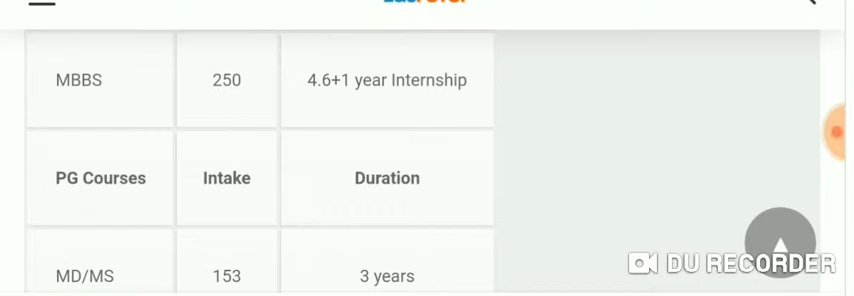 MBBS 250 4.6+1 year Internship
PG Courses Intake Duration
MD/MS 153 3 years
DU RECORDER